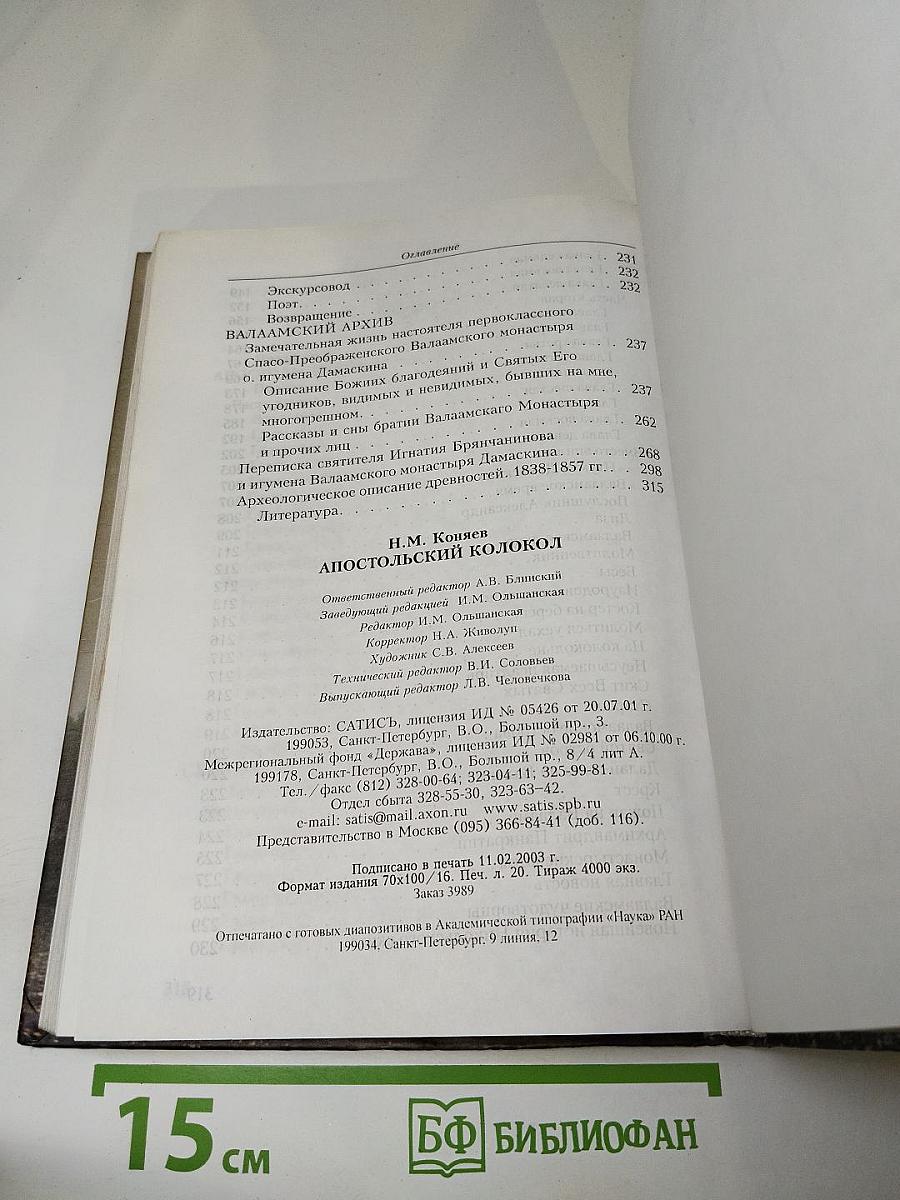 Оглавление
Экскурсовод . . . . . . . . . . . . . . . . 231
Поэт. . . . . . . . . . . . . . . . . . . . 232
Возвращение . . . . . . . . . . . . . . . . 232
ВАЛААМСКИЙ АРХИВ
Замечательная жизнь настоятеля первоклассного
Спасо-Преображенского Валаамского монастыря
о. игумена Дамаскина . . . . . . . . . . . . 237
Описание Божиих благодеяний и Святых Его
угодников, видимых и невидимых, бывших на мне,
многогрешном. . . . . . . . . . . . . . . . 237
Рассказы и сны братии Валаамскаго Монастыря
и прочих лиц . . . . . . . . . . . . . . . . 262
Переписка святителя Игнатия Брянчанинова
и игумена Валаамского монастыря Дамаскина. . . . . . 268
Археологическое описание древностей. 1838-1857 гг. . . 298
Литература. . . . . . . . . . . . . . . . . 315
Н.М. Коняев
АПОСТОЛЬСКИЙ КОЛОКОЛ
Ответственный редактор А.В. Блинский
Заведующий редакцией И.М. Ольшанская
Редактор И.М. Ольшанская
Корректор Н.А. Живолуп
Художник С.В. Алексеев
Технический редактор В.И. Соловьев
Выпускающий редактор Л.В. Человечкова
Издательство: САТИСЪ, лицензия ИД № 05426 от 20.07.01 г.
199053, Санкт-Петербург, В.О., Большой пр., 3.
Межрегиональный фонд «Держава», лицензия ИД № 02981 от 06.10.00 г.
199178, Санкт-Петербург, В.О., Большой пр., 8/4 лит А.
Тел./факс (812) 328-00-64; 323-04-11; 325-99-81.
Отдел сбыта 328-55-30, 323-63-42.
e-mail: satis@mail.axon.ru www.satis.spb.ru
Представительство в Москве (095) 366-84-41 (доб. 116).
Подписано в печать 11.02.2003 г.
Формат издания 70х100/16. Печ. л. 20. Тираж 4000 экз.
Заказ 3989
Отпечатано с готовых диапозитивов в Академической типографии «Наука» РАН
199034, Санкт-Петербург, 9 линия, 12
15 см
БФ БИБЛИОФАН